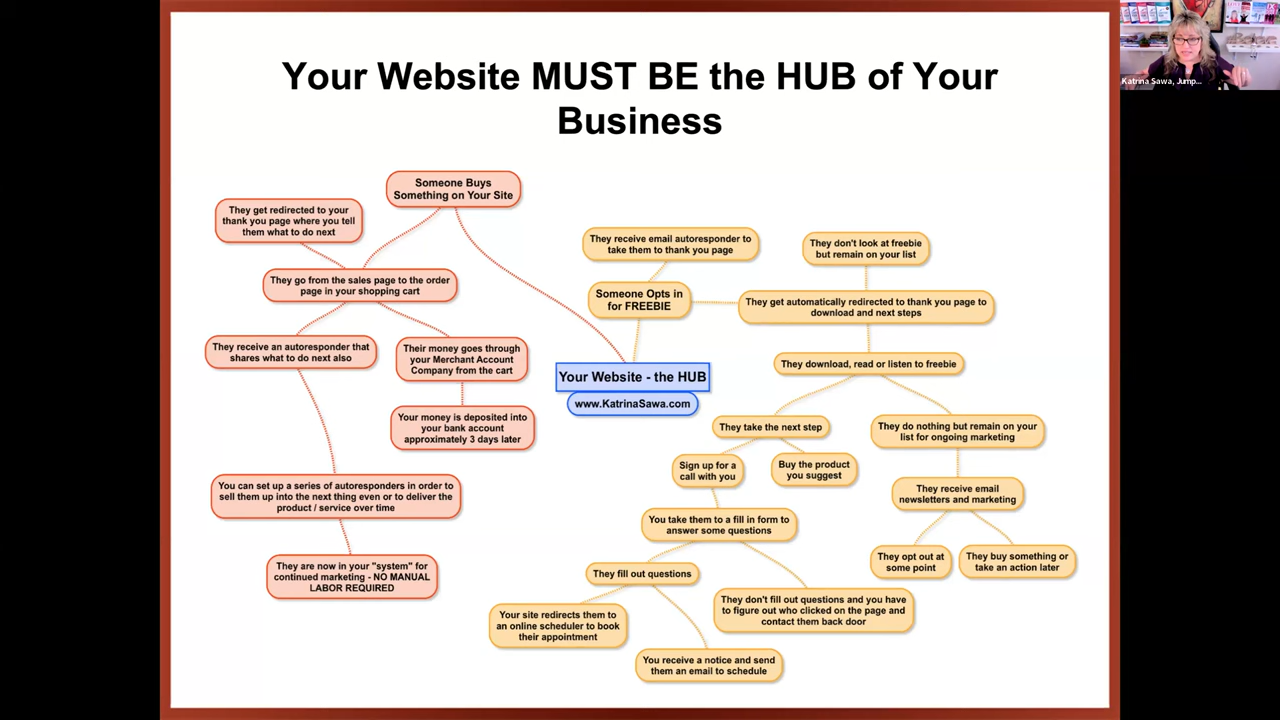 Your Website MUST BE the HUB of Your
Business
Katrina Sawa, Jump...
Someone Buys
Something on Your Site
They get redirected to your
thank you page where you tell
them what to do next
They go from the sales page to the order
page in your shopping cart
They receive an autoresponder that
shares what to do next also
Their money goes through
your Merchant Account
Company from the cart
Your money is deposited into
your bank account
approximately 3 days later
You can set up a series of autoresponders in order to
sell them up into the next thing even or to deliver the
product / service over time
They are now in your "system" for
continued marketing - NO MANUAL
LABOR REQUIRED
Your Website - the HUB
www.KatrinaSawa.com
They receive email autoresponder to
take them to thank you page
Someone Opts in
for FREEBIE
They don't look at freebie
but remain on your list
They get automatically redirected to thank you page to
download and next steps
They download, read or listen to freebie
They take the next step
They do nothing but remain on your
list for ongoing marketing
Sign up for a
call with you
Buy the product
you suggest
They receive email
newsletters and marketing
You take them to a fill in form to
answer some questions
They opt out at
some point
They buy something or
take an action later
They fill out questions
They don't fill out questions and you have
to figure out who clicked on the page and
contact them back door
Your site redirects them to
an online scheduler to book
their appointment
You receive a notice and send
them an email to schedule